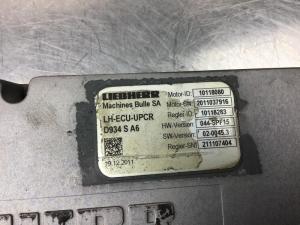 LIEBHERR
Machines Bulle SA
LH-ECU-UPCR
D934 S A6
19.12.2011
Motor-ID: 10118080
Motor-SN: 2011037916
Regler-ID: 10118263
HW-Version: 044-SPF15
SW-Version: 02-0045.3
Regler-SN: 211107404